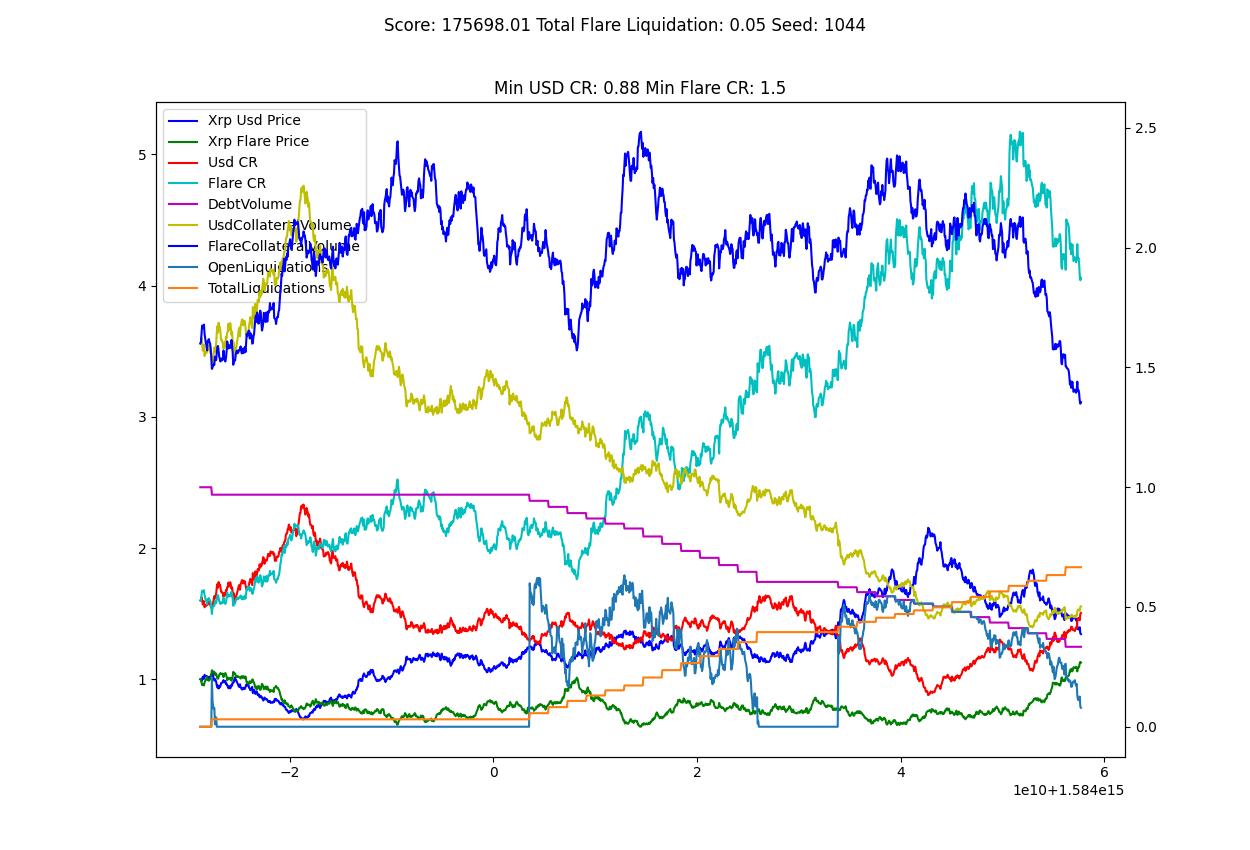 Score: 175698.01 Total Flare Liquidation: 0.05 Seed: 1044
Min USD CR: 0.88 Min Flare CR: 1.5
Xrp Usd Price
Xrp Flare Price
Usd CR
Flare CR
DebtVolume
UsdCollateralVolume
FlareCollateralVolume
OpenLiquidations
TotalLiquidations
5
4
3
2
1
2.5
2.0
1.5
1.0
0.5
0.0
−2
0
2
4
6
1e10+1.584e15